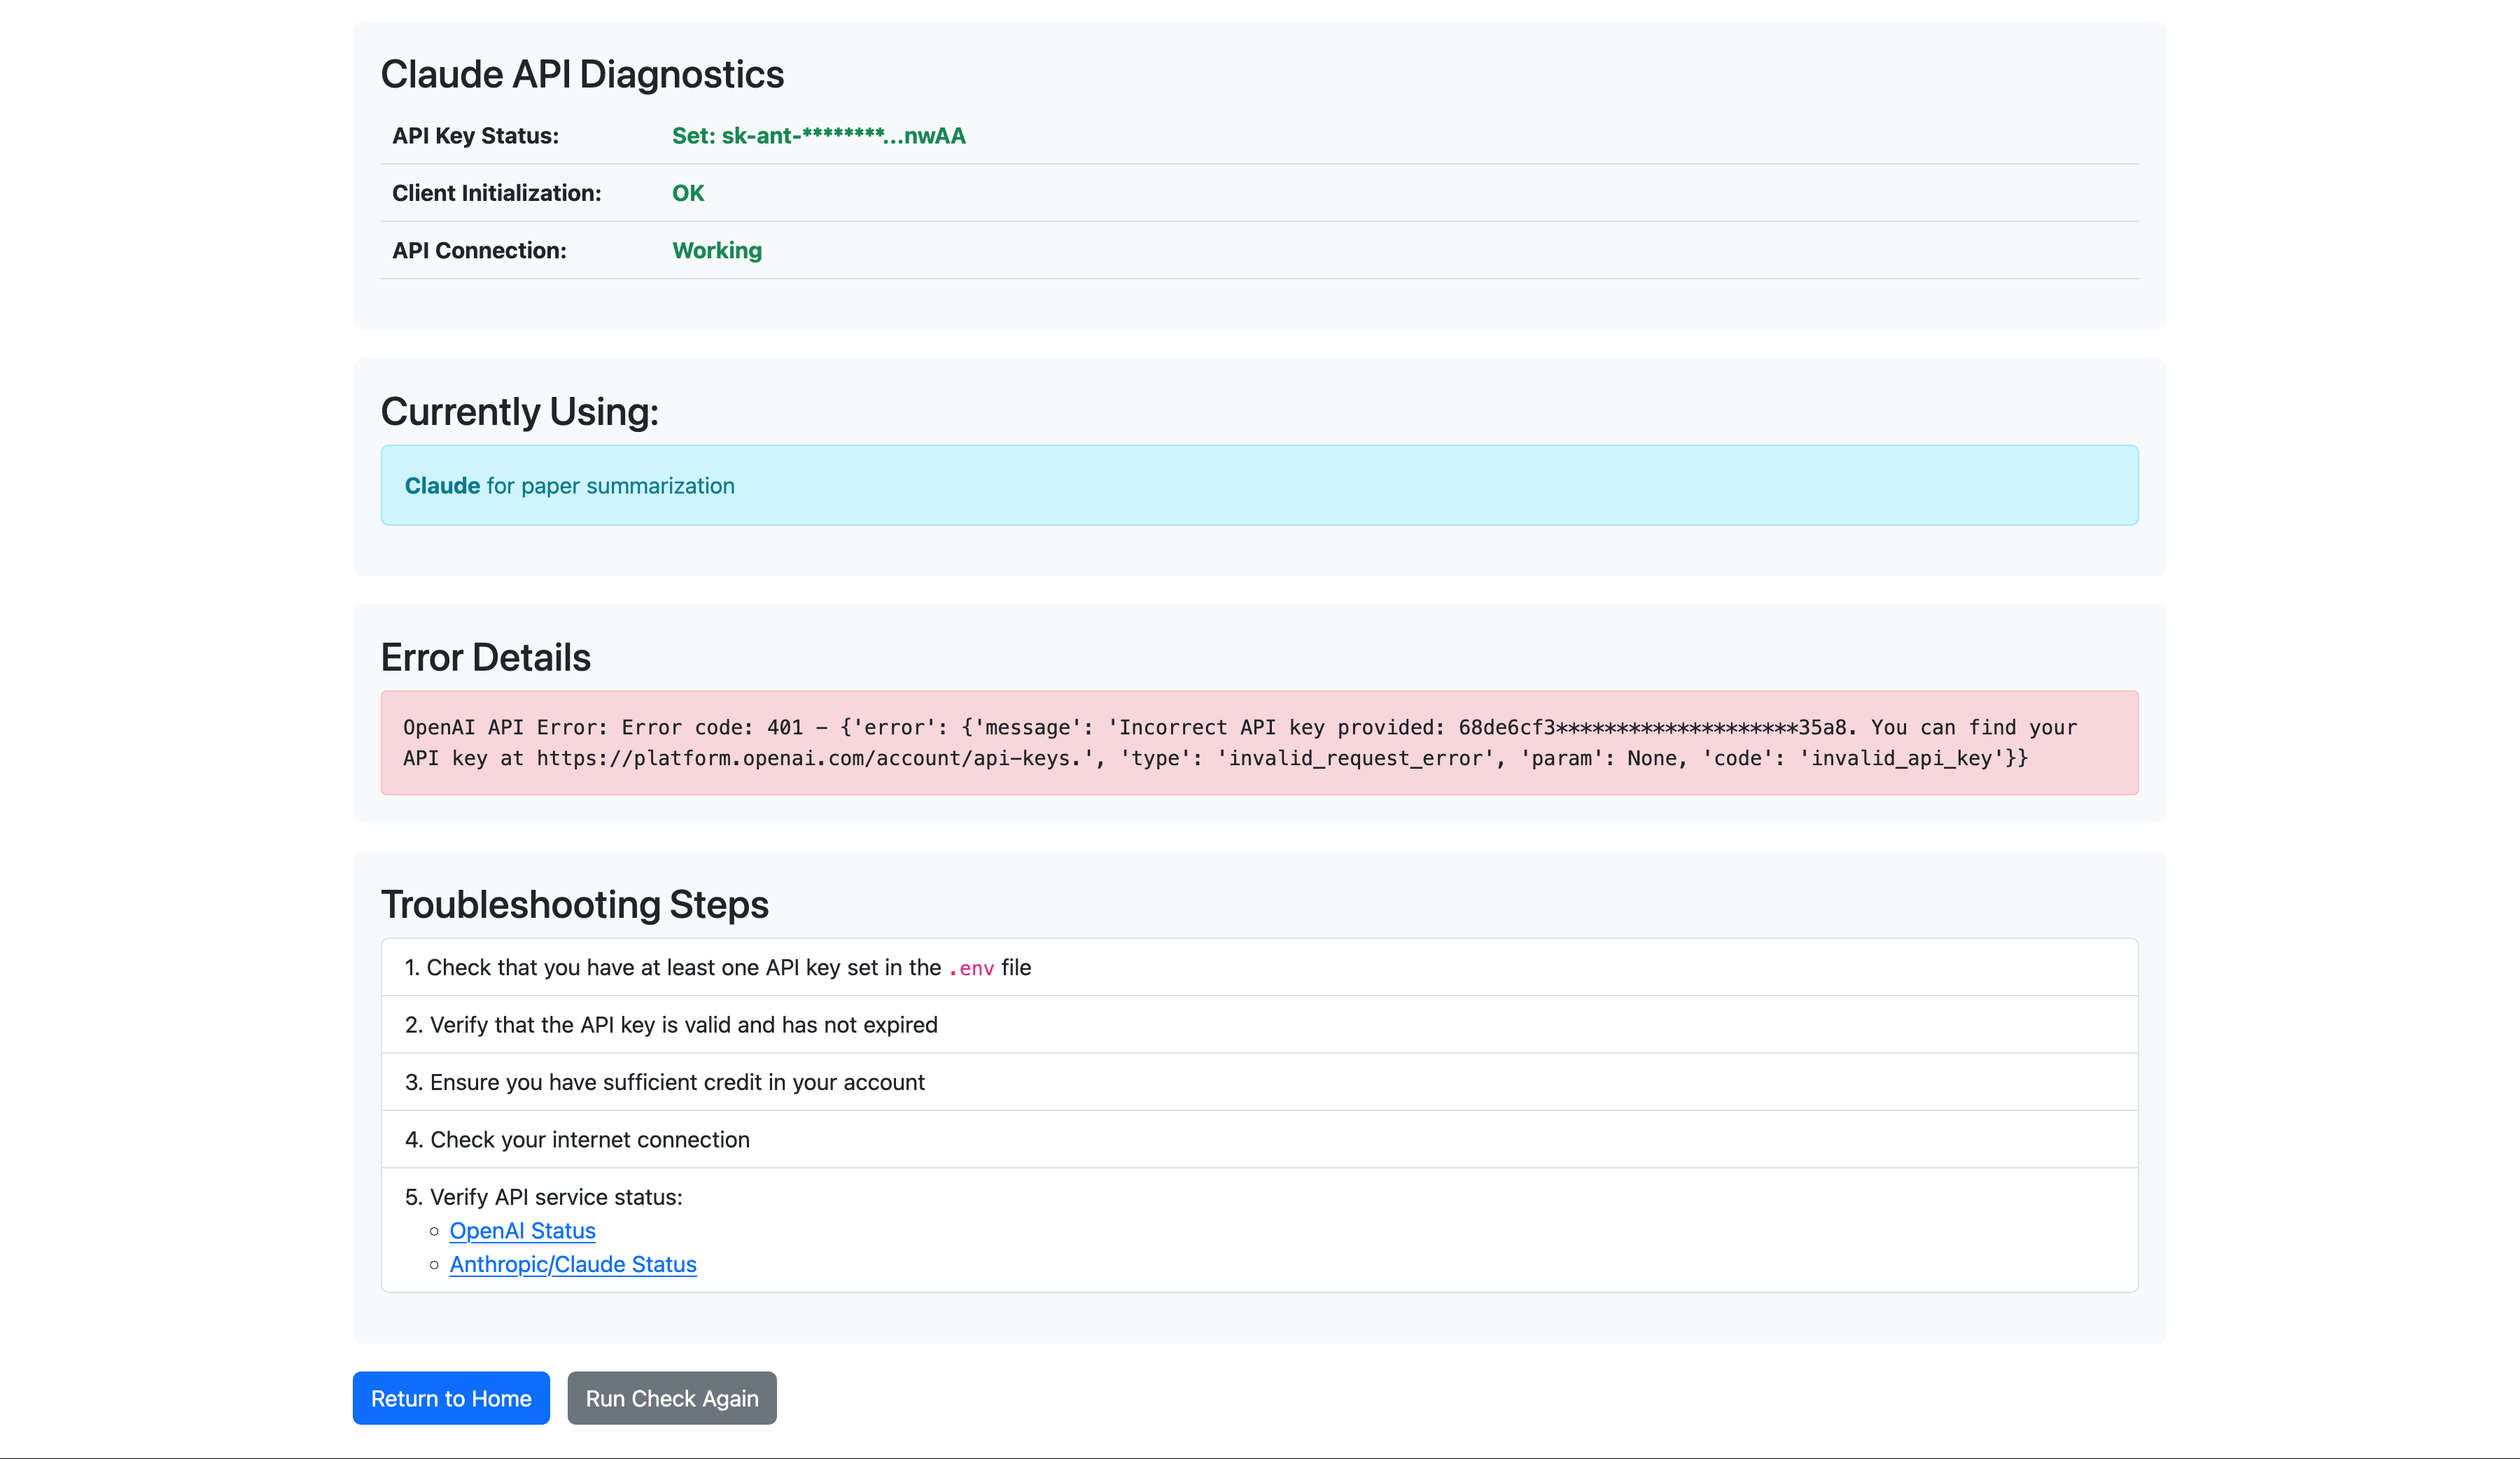 Claude API Diagnostics
API Key Status: Set: sk-ant-********...nwAA
Client Initialization: OK
API Connection: Working
Currently Using:
Claude for paper summarization
Error Details
OpenAI API Error: Error code: 401 – {'error': {'message': 'Incorrect API key provided: 68de6cf3********************35a8. You can find your
API key at https://platform.openai.com/account/api-keys.', 'type': 'invalid_request_error', 'param': None, 'code': 'invalid_api_key'}}
Troubleshooting Steps
1. Check that you have at least one API key set in the .env file
2. Verify that the API key is valid and has not expired
3. Ensure you have sufficient credit in your account
4. Check your internet connection
5. Verify API service status:
◦ OpenAI Status
◦ Anthropic/Claude Status
Return to Home Run Check Again